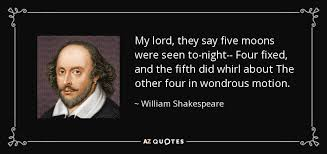 My lord, they say five moons
were seen to-night-- Four fixed,
and the fifth did whirl about The
other four in wondrous motion.
~ William Shakespeare
AZ QUOTES